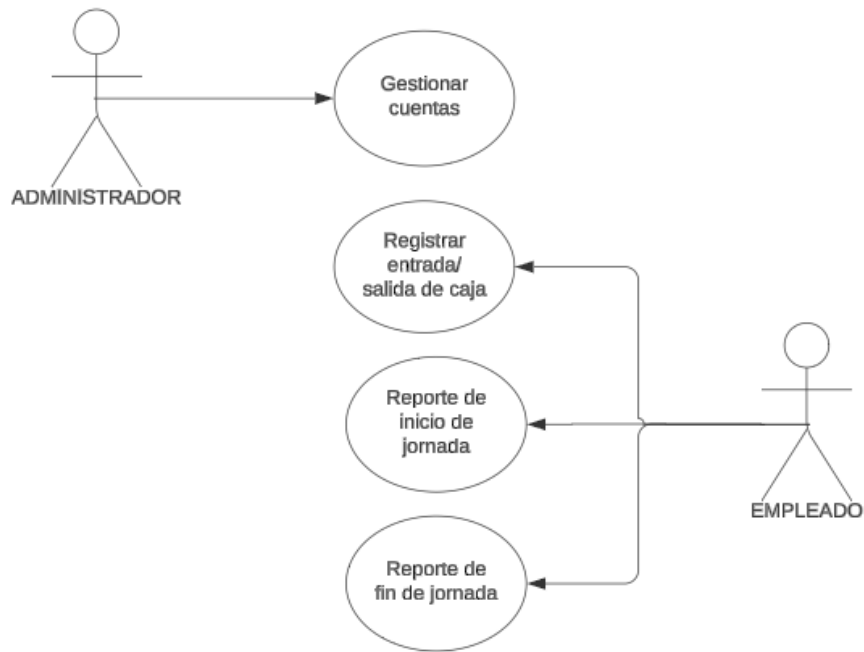 Gestionar
cuentas
ADMINISTRADOR
Registrar
entrada/
salida de caja
Reporte de
inicio de
jornada
EMPLEADO
Reporte de
fin de jornada